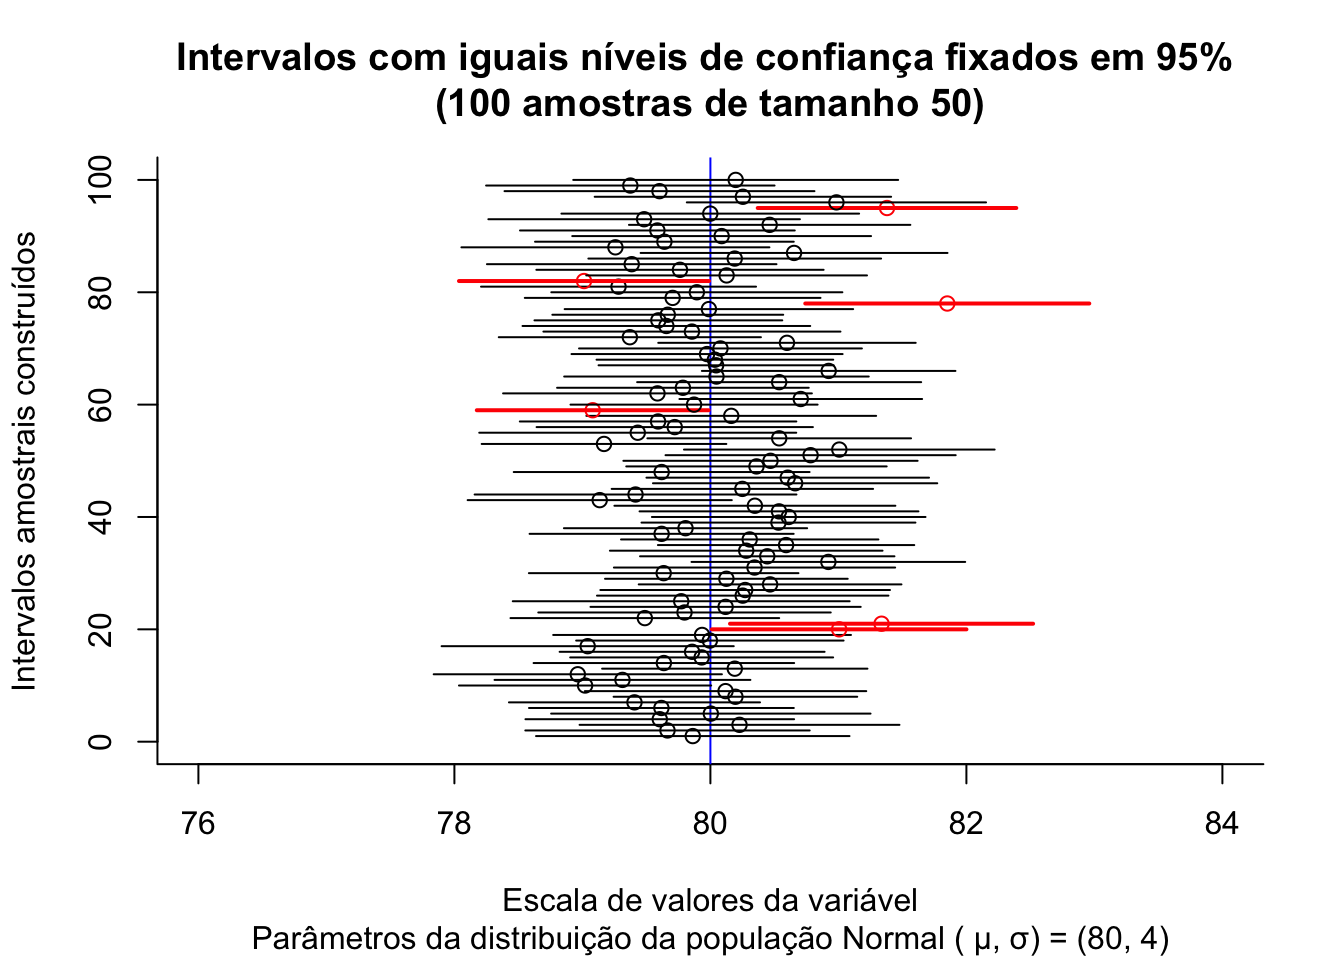 Intervalos com iguais níveis de confiança fixados em 95%
(100 amostras de tamanho 50)
Intervalos amostrais construídos
100
80
60
40
20
0
76 78 80 82 84
Escala de valores da variável
Parâmetros da distribuição da população Normal ( μ, σ) = (80, 4)